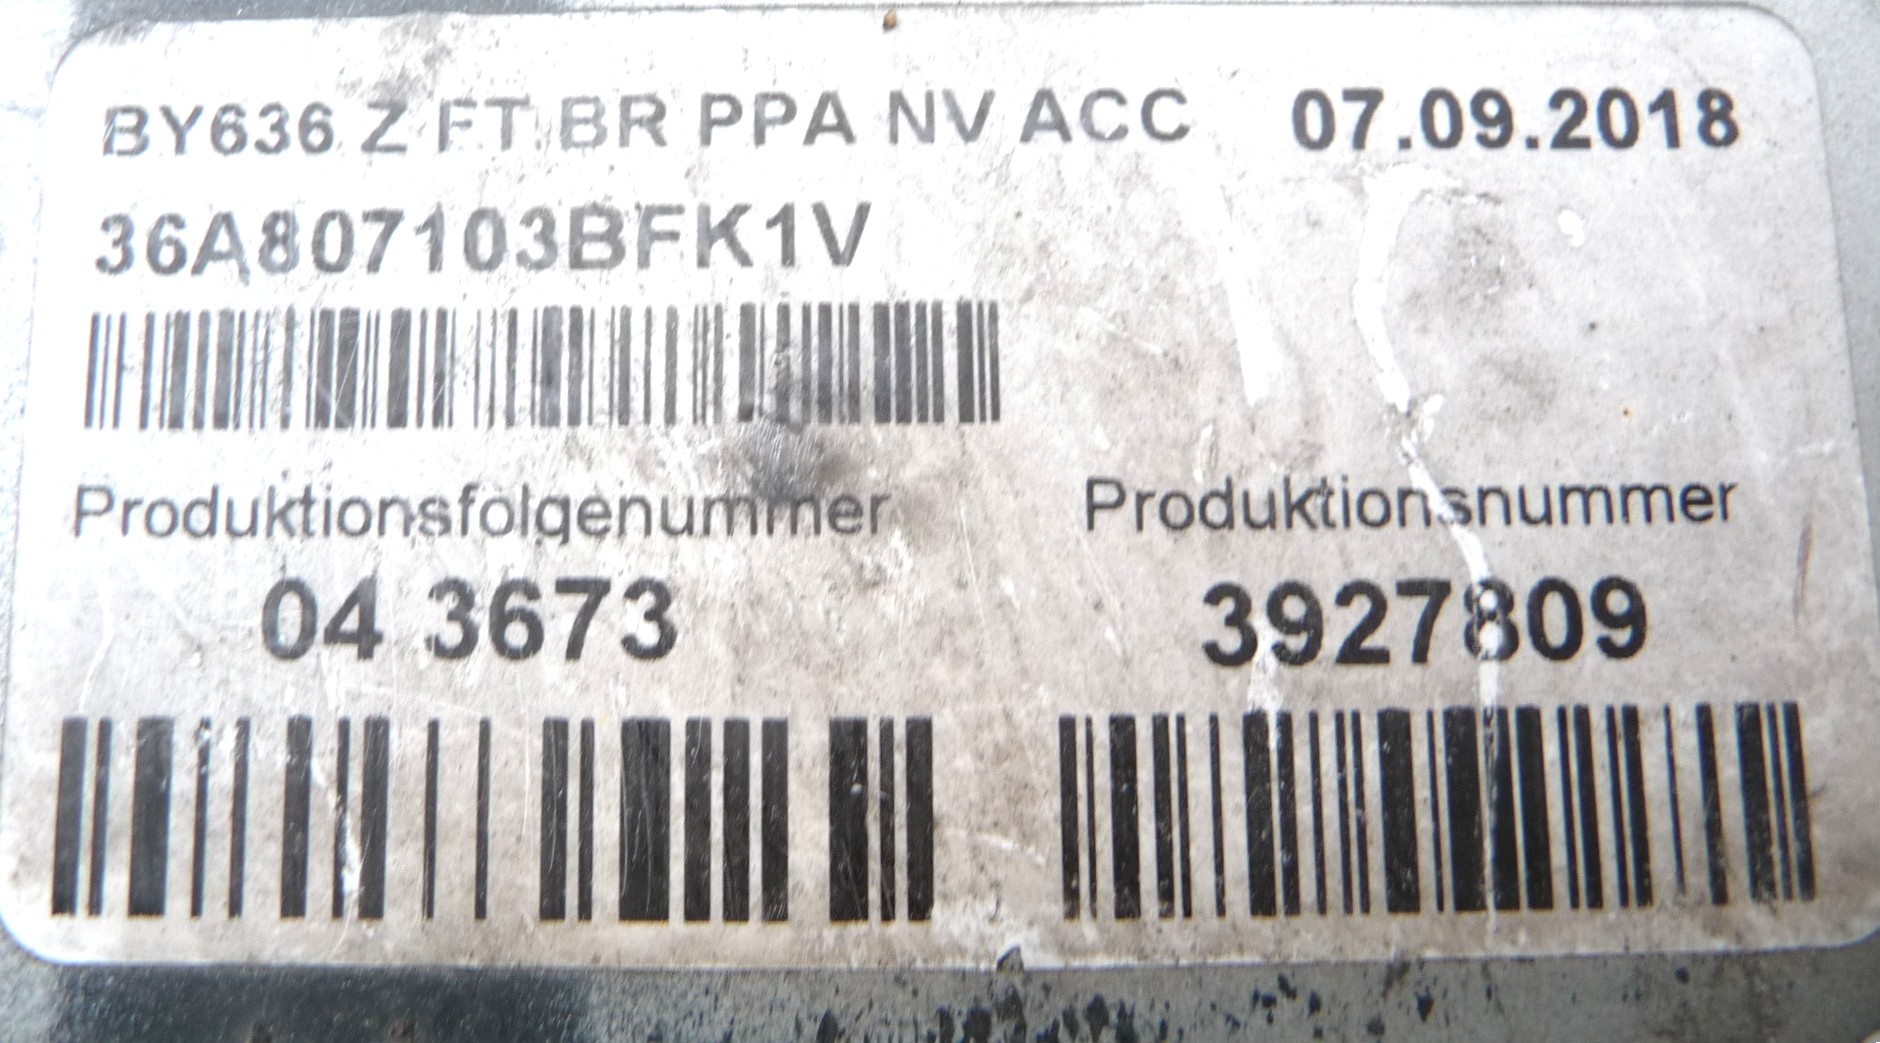 BY636 Z FT BR PPA NV ACC 07.09.2018
36A807103BFK1V
Produktionsfolgenummer Produktionsnummer
04 3673 3927809